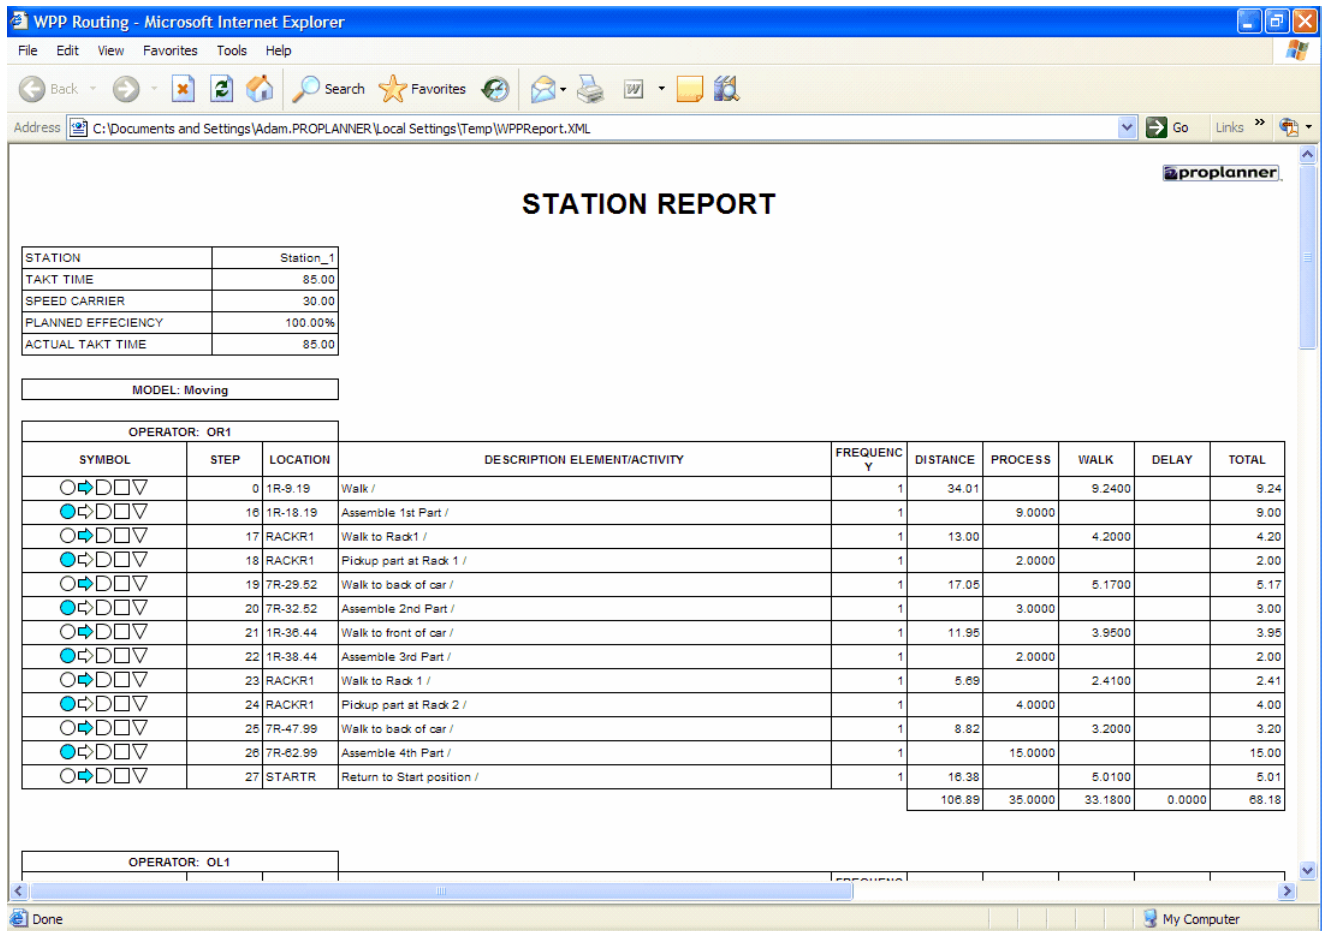 WPP Routing - Microsoft Internet Explorer
File Edit View Favorites Tools Help
Back Search Favorites
Address C:\Documents and Settings\Adam.PROPLANNER\Local Settings\Temp\WPPReport.XML Go Links »
proplanner
STATION REPORT
STATION Station_1
TAKT TIME 85.00
SPEED CARRIER 30.00
PLANNED EFFECIENCY 100.00%
ACTUAL TAKT TIME 85.00
MODEL: Moving
OPERATOR: OR1
SYMBOL STEP LOCATION DESCRIPTION ELEMENT/ACTIVITY FREQUENC
Y DISTANCE PROCESS WALK DELAY TOTAL
0 1R-9.19 Walk / 1 34.01 9.2400 9.24
16 1R-18.19 Assemble 1st Part / 1 9.0000 9.00
17 RACKR1 Walk to Rack1 / 1 13.00 4.2000 4.20
18 RACKR1 Pickup part at Rack 1 / 1 2.0000 2.00
19 7R-29.52 Walk to back of car / 1 17.05 5.1700 5.17
20 7R-32.52 Assemble 2nd Part / 1 3.0000 3.00
21 1R-36.44 Walk to front of car / 1 11.95 3.9500 3.95
22 1R-38.44 Assemble 3rd Part / 1 2.0000 2.00
23 RACKR1 Walk to Rack 1 / 1 5.69 2.4100 2.41
24 RACKR1 Pickup part at Rack 2 / 1 4.0000 4.00
25 7R-47.99 Walk to back of car / 1 8.82 3.2000 3.20
26 7R-62.99 Assemble 4th Part / 1 15.0000 15.00
27 STARTR Return to Start position / 1 16.38 5.0100 5.01
106.89 35.0000 33.1800 0.0000 68.18
OPERATOR: OL1
FREQUENC
Done My Computer